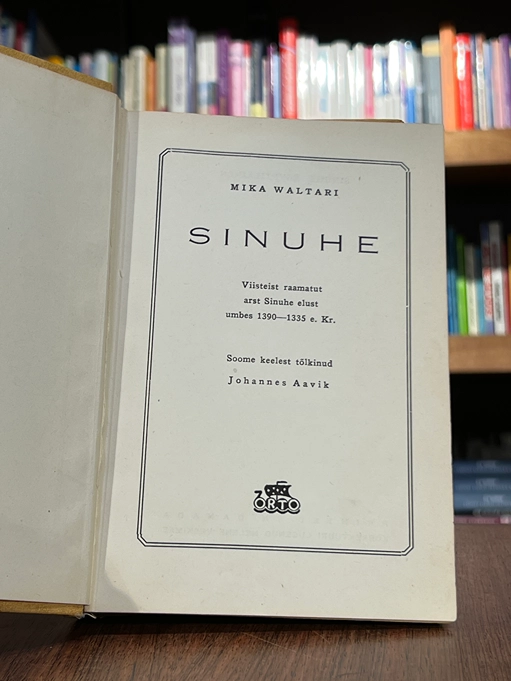 MIKA WALTARI
SINUHE
Viisteist raamatut
arst Sinuhe elust
umbes 1390—1335 e. Kr.
Soome keelest tõlkinud
Johannes Aavik
ORTO